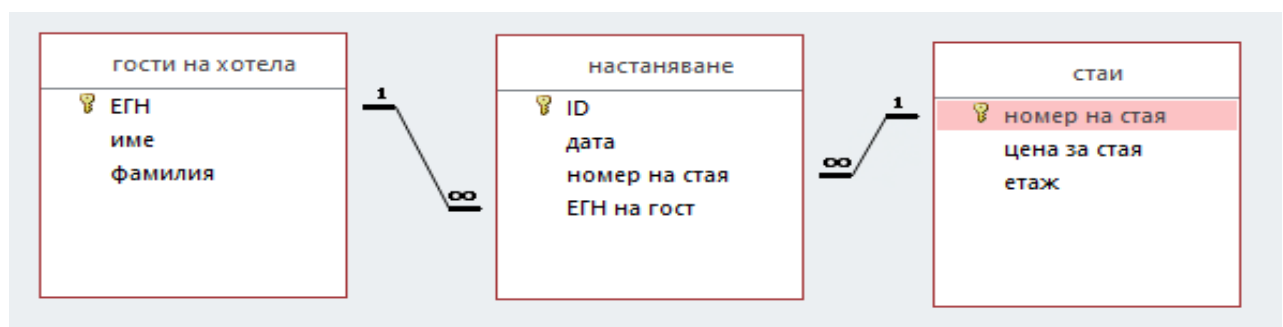 гости на хотела
ЕГН
име
фамилия
1
∞
настаняване
ID
дата
номер на стая
ЕГН на гост
∞
1
стаи
номер на стая
цена за стая
етаж